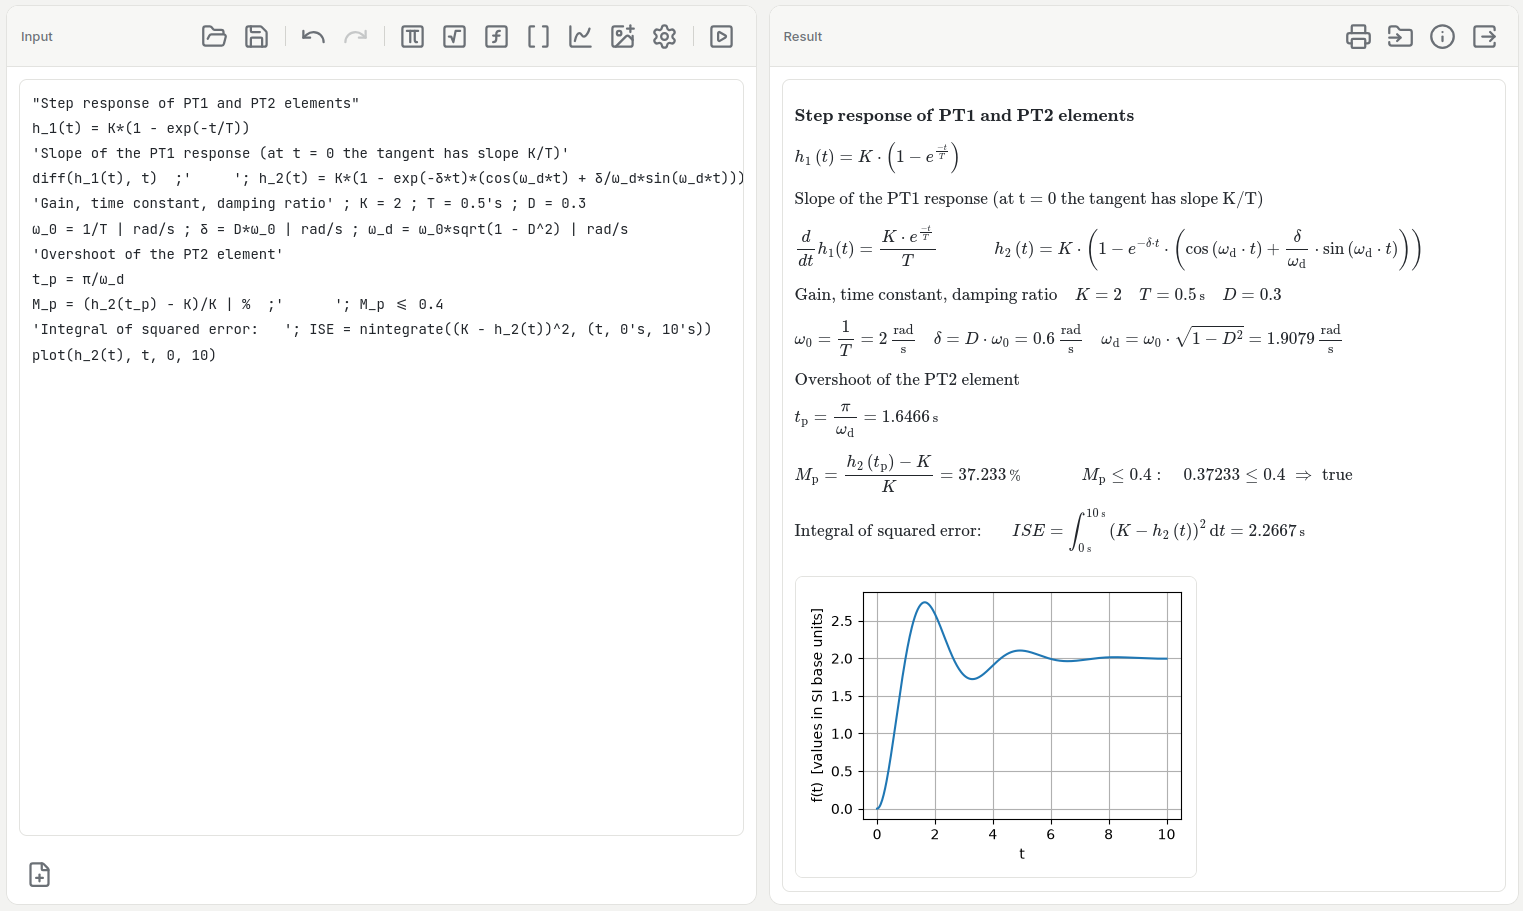 Input
"Step response of PT1 and PT2 elements"
h_1(t) = K*(1 - exp(-t/T))
'Slope of the PT1 response (at t = 0 the tangent has slope K/T)'
diff(h_1(t), t)  ;'     '; h_2(t) = K*(1 - exp(-δ*t)*(cos(ω_d*t) + δ/ω_d*sin(ω_d*t)))
'Gain, time constant, damping ratio' ; K = 2 ; T = 0.5's ; D = 0.3
ω_0 = 1/T | rad/s ; δ = D*ω_0 | rad/s ; ω_d = ω_0*sqrt(1 - D^2) | rad/s
'Overshoot of the PT2 element'
t_p = π/ω_d
M_p = (h_2(t_p) - K)/K | %  ;'      '; M_p ⩽ 0.4
'Integral of squared error:   '; ISE = nintegrate((K - h_2(t))^2, (t, 0's, 10's))
plot(h_2(t), t, 0, 10)
Result
Step response of PT1 and PT2 elements
h₁(t) = K · (1 − e^(−t/T))
Slope of the PT1 response (at t = 0 the tangent has slope K/T)
d/dt h₁(t) = K · e^(−t/T) / T    h₂(t) = K · (1 − e^(−δ·t) · (cos(ω_d · t) + δ/ω_d · sin(ω_d · t)))
Gain, time constant, damping ratio  K = 2  T = 0.5 s  D = 0.3
ω₀ = 1/T = 2 rad/s  δ = D · ω₀ = 0.6 rad/s  ω_d = ω₀ · √(1 − D²) = 1.9079 rad/s
Overshoot of the PT2 element
t_p = π/ω_d = 1.6466 s
M_p = (h₂(t_p) − K)/K = 37.233 %    M_p ≤ 0.4 :  0.37233 ≤ 0.4 ⇒ true
Integral of squared error:  ISE = ∫_{0 s}^{10 s} (K − h₂(t))² dt = 2.2667 s
f(t)  [values in SI base units]
2.5
2.0
1.5
1.0
0.5
0.0
0 2 4 6 8 10
t